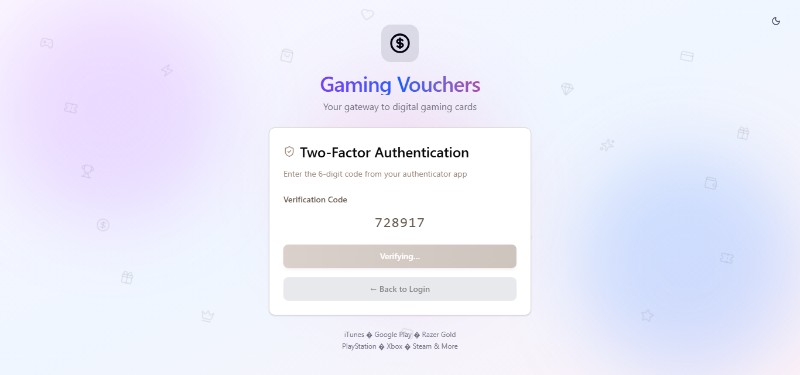 Gaming Vouchers
Your gateway to digital gaming cards
Two-Factor Authentication
Enter the 6-digit code from your authenticator app
Verification Code
728917
Verifying...
← Back to Login
iTunes � Google Play � Razer Gold
PlayStation � Xbox � Steam & More